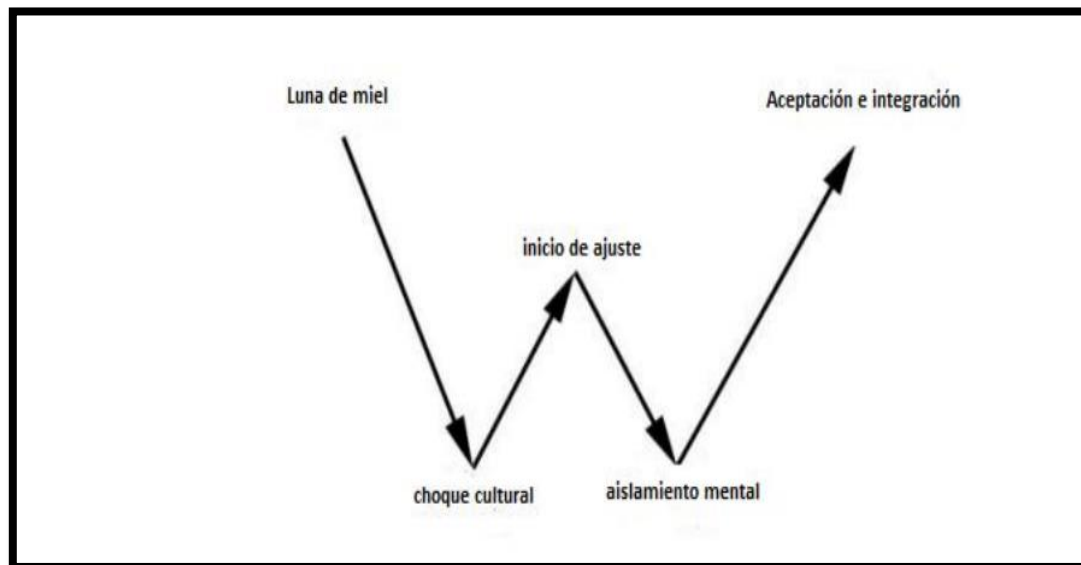 Luna de miel
Aceptación e integración
inicio de ajuste
choque cultural
aislamiento mental